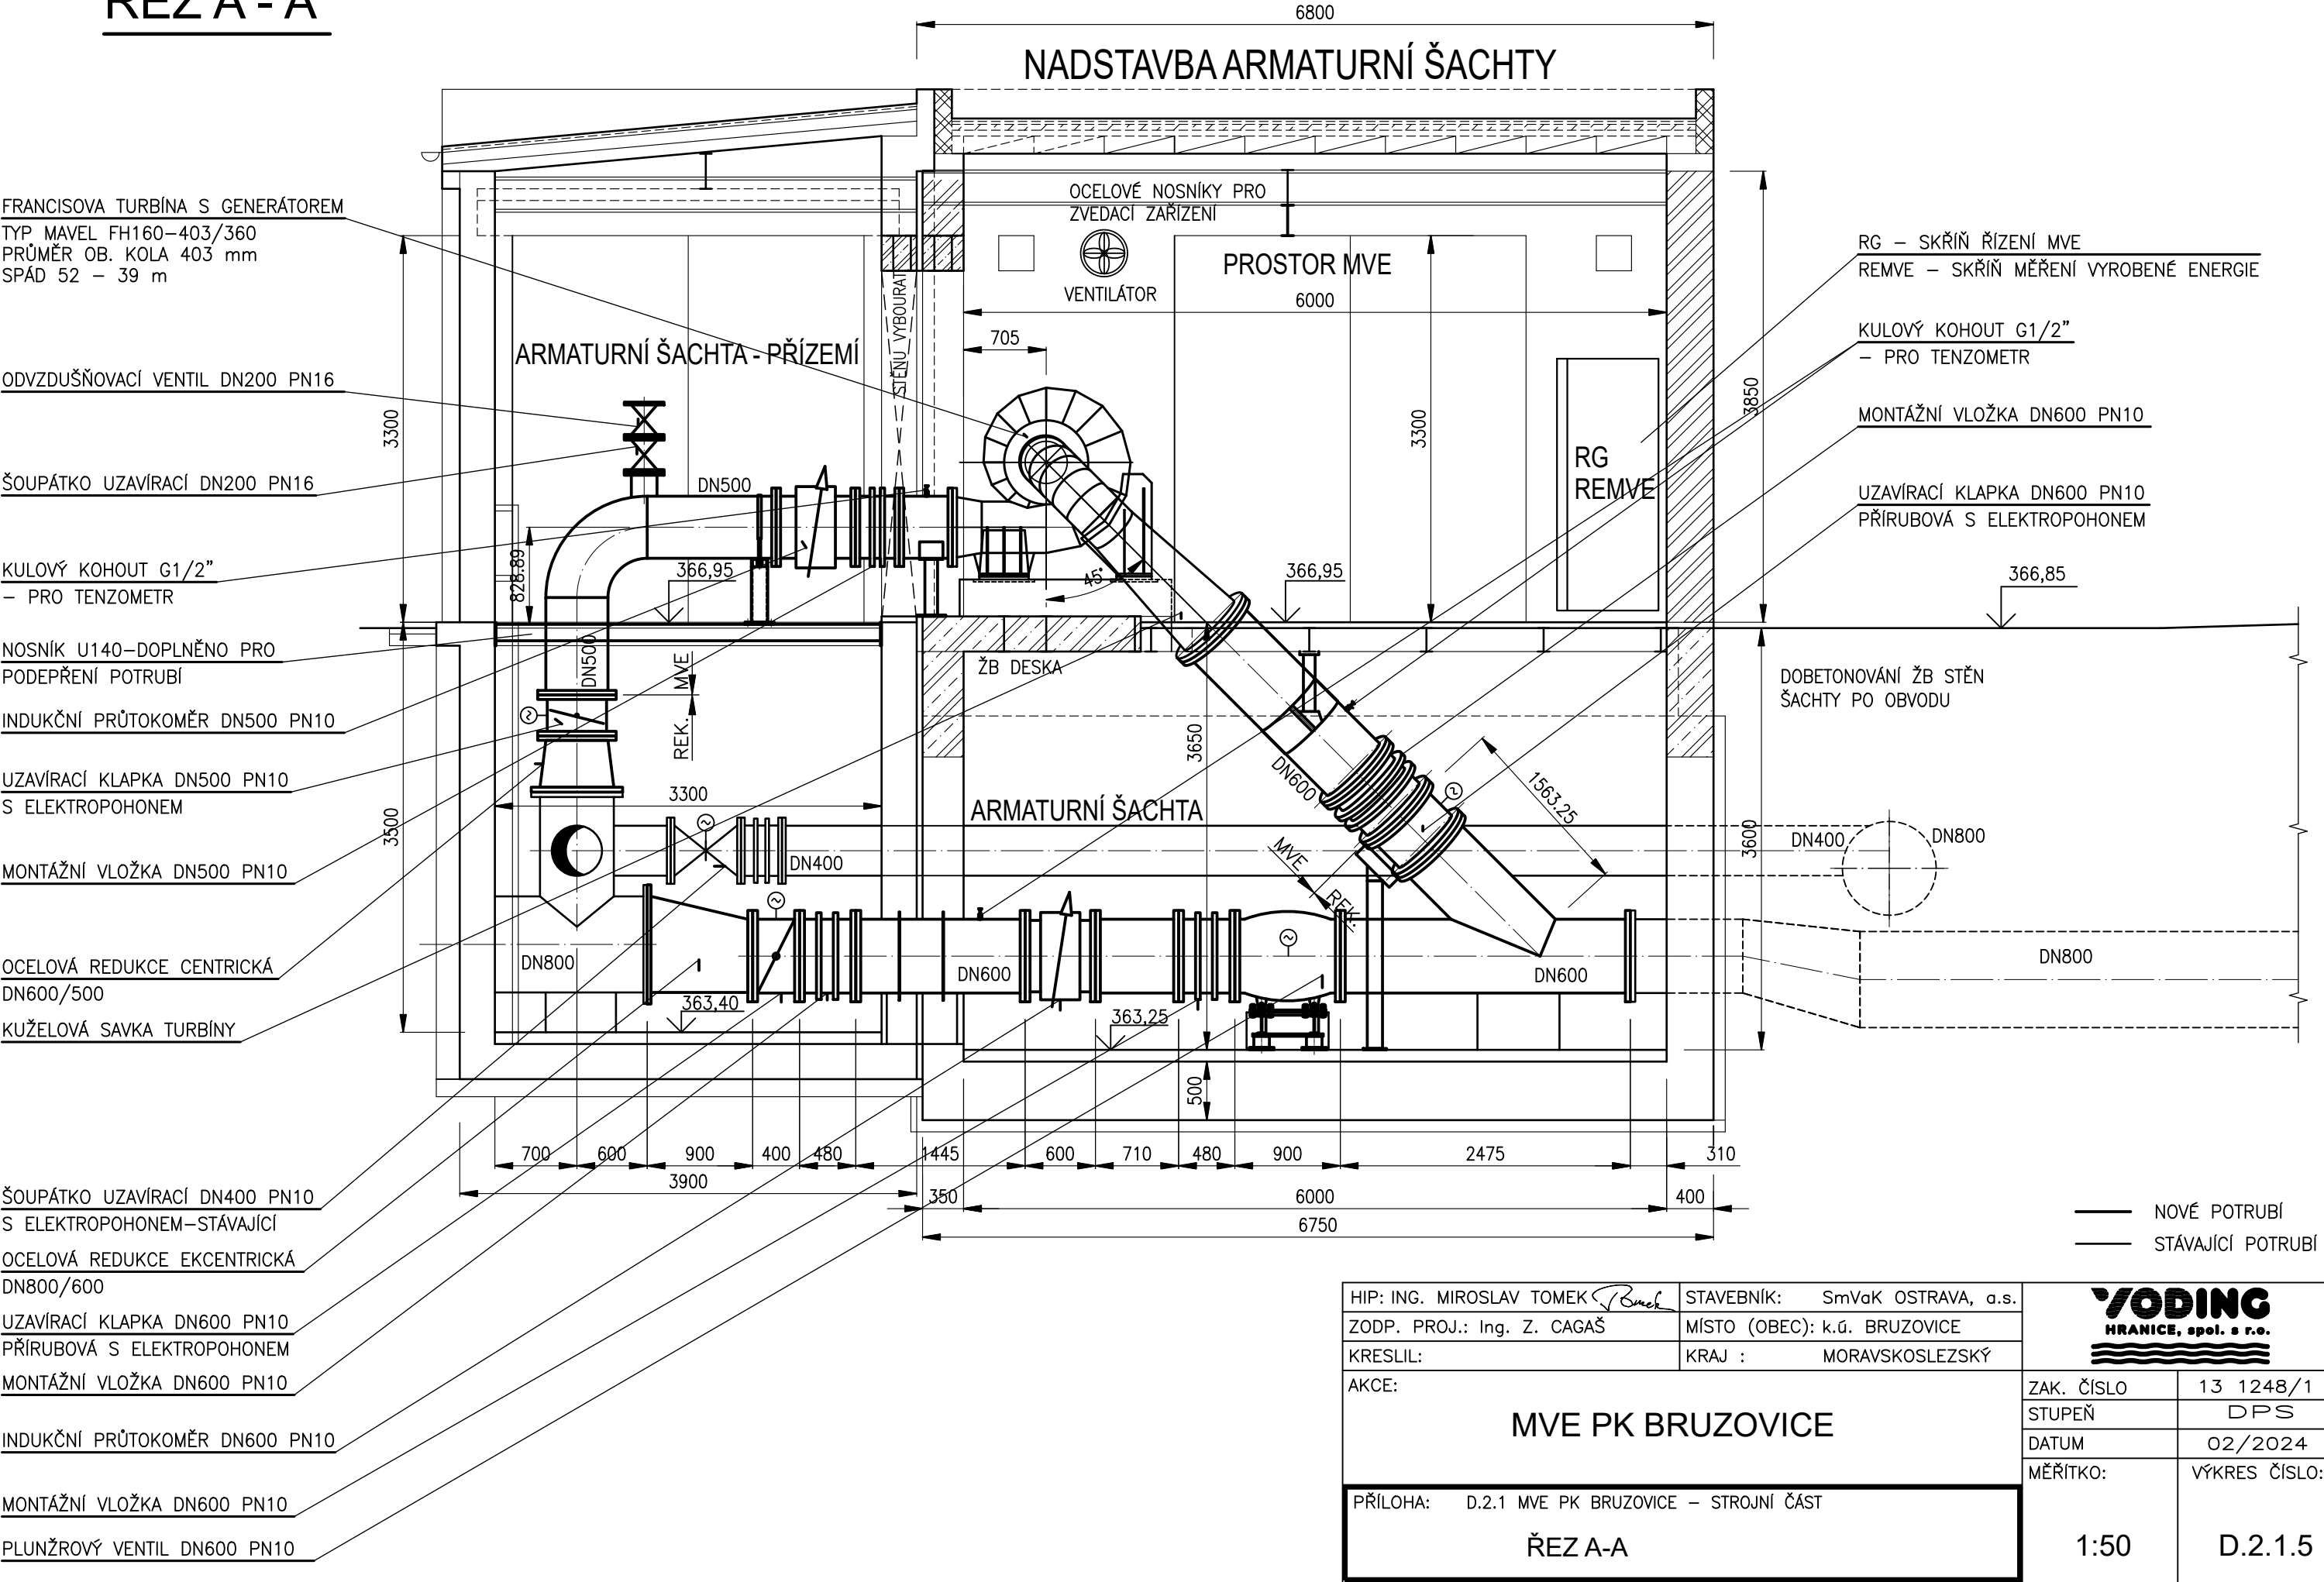 ŘEZ A - A
6800
NADSTAVBA ARMATURNÍ ŠACHTY
FRANCISOVA TURBÍNA S GENERÁTOREM
TYP MAVEL FH160-403/360
PRŮMĚR OB. KOLA 403 mm
SPÁD 52 - 39 m
ODVZDUŠŇOVACÍ VENTIL DN200 PN16
ŠOUPÁTKO UZAVÍRACÍ DN200 PN16
KULOVÝ KOHOUT G1/2"
- PRO TENZOMETR
NOSNÍK U140-DOPLNĚNO PRO
PODEPŘENÍ POTRUBÍ
INDUKČNÍ PRŮTOKOMĚR DN500 PN10
UZAVÍRACÍ KLAPKA DN500 PN10
S ELEKTROPOHONEM
MONTÁŽNÍ VLOŽKA DN500 PN10
OCELOVÁ REDUKCE CENTRICKÁ
DN600/500
KUŽELOVÁ SAVKA TURBÍNY
ŠOUPÁTKO UZAVÍRACÍ DN400 PN10
S ELEKTROPOHONEM-STÁVAJÍCÍ
OCELOVÁ REDUKCE EKCENTRICKÁ
DN800/600
UZAVÍRACÍ KLAPKA DN600 PN10
PŘÍRUBOVÁ S ELEKTROPOHONEM
MONTÁŽNÍ VLOŽKA DN600 PN10
INDUKČNÍ PRŮTOKOMĚR DN600 PN10
MONTÁŽNÍ VLOŽKA DN600 PN10
PLUNŽROVÝ VENTIL DN600 PN10
OCELOVÉ NOSNÍKY PRO
ZVEDACÍ ZAŘÍZENÍ
VENTILÁTOR
PROSTOR MVE
6000
705
STĚNU VYBOURAT
ARMATURNÍ ŠACHTA - PŘÍZEMÍ
3300
3300
3850
RG
REMVE
DN500
828.89
366,95
45°
366,95
366,85
DN500
MVE
REK.
ŽB DESKA
3650
3500
3300
ARMATURNÍ ŠACHTA
DN600
1563.25
MVE
REK.
3600
DN400
DN400
DN800
DN800
DN600
DN600
DN800
363,40
363,25
500
RG - SKŘÍŇ ŘÍZENÍ MVE
REMVE - SKŘÍŇ MĚŘENÍ VYROBENÉ ENERGIE
KULOVÝ KOHOUT G1/2"
- PRO TENZOMETR
MONTÁŽNÍ VLOŽKA DN600 PN10
UZAVÍRACÍ KLAPKA DN600 PN10
PŘÍRUBOVÁ S ELEKTROPOHONEM
DOBETONOVÁNÍ ŽB STĚN
ŠACHTY PO OBVODU
700 600 900 400 480 1445 600 710 480 900 2475 310
3900
350 6000 400
6750
NOVÉ POTRUBÍ
STÁVAJÍCÍ POTRUBÍ
HIP: ING. MIROSLAV TOMEK
STAVEBNÍK: SmVaK OSTRAVA, a.s.
ZODP. PROJ.: Ing. Z. CAGAŠ
MÍSTO (OBEC): k.ú. BRUZOVICE
KRESLIL:
KRAJ : MORAVSKOSLEZSKÝ
VODING
HRANICE, spol. s r.o.
AKCE:
MVE PK BRUZOVICE
ZAK. ČÍSLO 13 1248/1
STUPEŇ DPS
DATUM 02/2024
MĚŘÍTKO: VÝKRES ČÍSLO:
1:50 D.2.1.5
PŘÍLOHA: D.2.1 MVE PK BRUZOVICE - STROJNÍ ČÁST
ŘEZ A-A